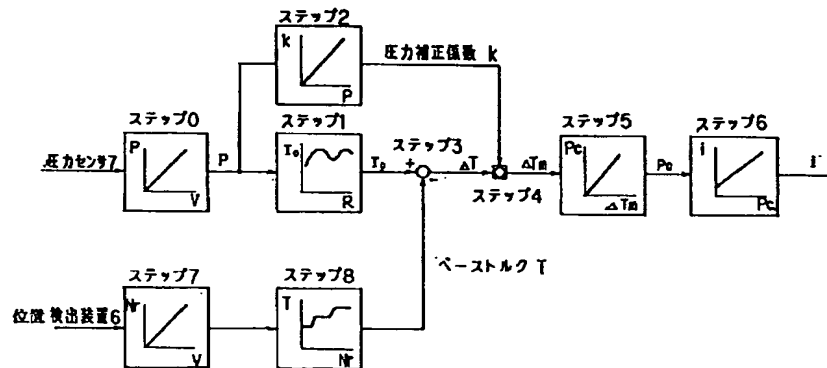 ステップ2
k
P
圧力補正係数 k
ステップ0
P
V
圧力センサ7
P
ステップ1
To
R
To
ステップ3
+
-
ΔT
ステップ4
ΔTm
ステップ5
Pc
ΔTm
Pc
ステップ6
i
Pc
i
ベーストルク T
ステップ7
Nr
V
位置検出装置6
ステップ8
T
Nr